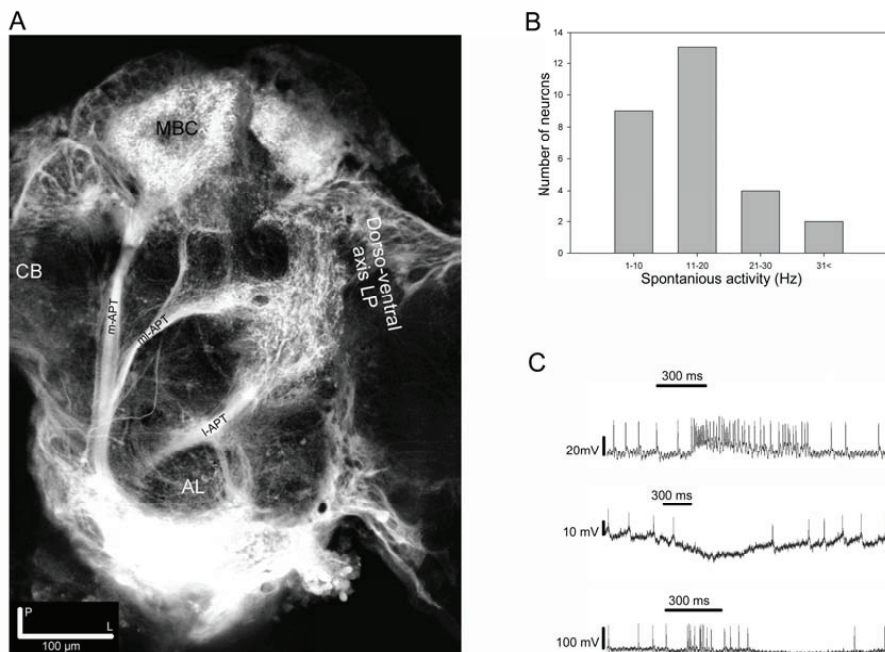 A
MBC
CB
m-APT
ml-APT
l-APT
Dorso-ventral
axis LP
AL
P
L
100 µm
B
Number of neurons
14
12
10
8
6
4
2
0
1-10
11-20
21-30
31<
Spontanious activity (Hz)
C
300 ms
20mV
300 ms
10 mV
300 ms
100 mV